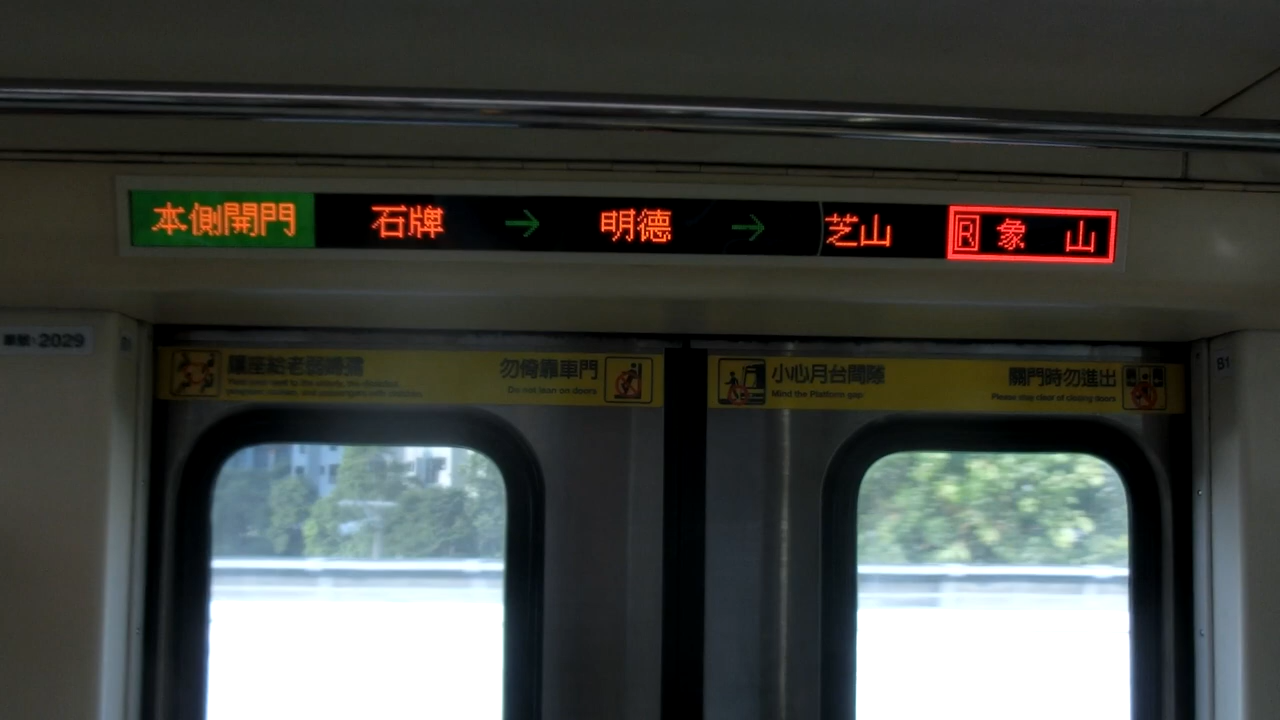 本側開門 石牌 → 明德 → 芝山 R 象 山
車號:2029
讓座給老弱婦孺
勿倚靠車門
Do not lean on doors
小心月台間隙
Mind the Platform gap
關門時勿進出
Please stay clear of closing doors
B1